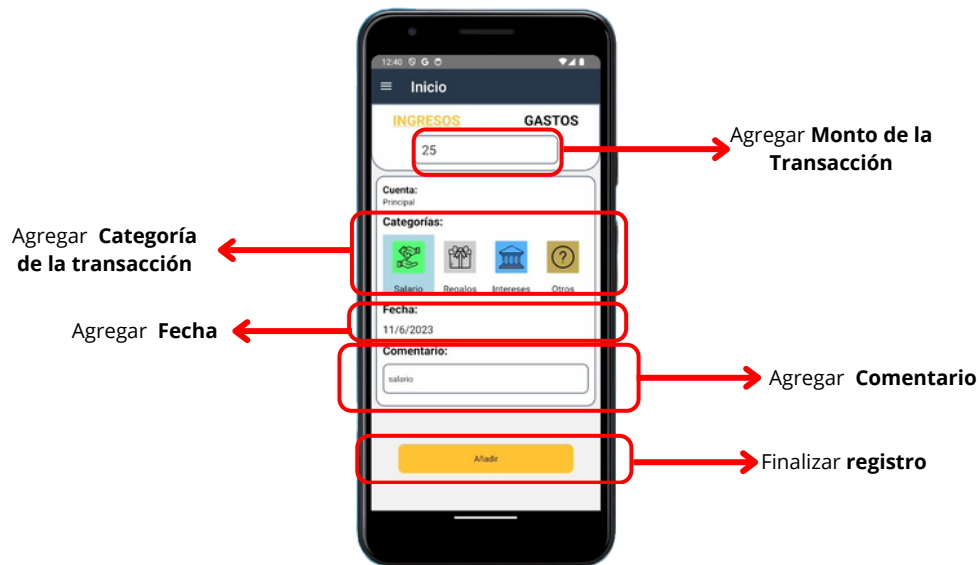 12:40 G
Inicio
INGRESOS GASTOS
25
Agregar Monto de la
Transacción
Cuenta:
Principal
Categorías:
Agregar Categoría
de la transacción
?
Salario Regalos Intereses Otros
Fecha:
11/6/2023
Agregar Fecha
Comentario:
salario
Agregar Comentario
Añadir
Finalizar registro